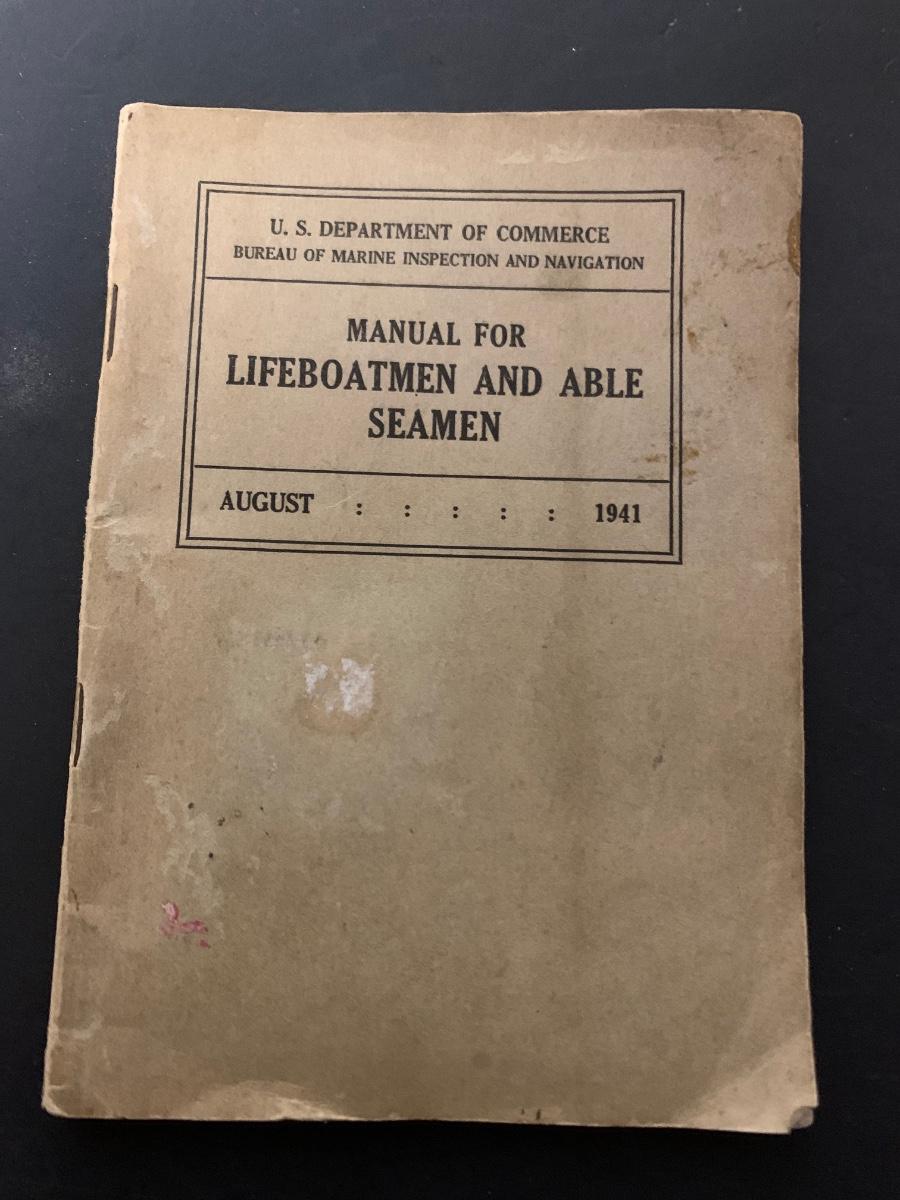 U. S. DEPARTMENT OF COMMERCE
BUREAU OF MARINE INSPECTION AND NAVIGATION
MANUAL FOR
LIFEBOATMEN AND ABLE
SEAMEN
AUGUST : : : : : 1941